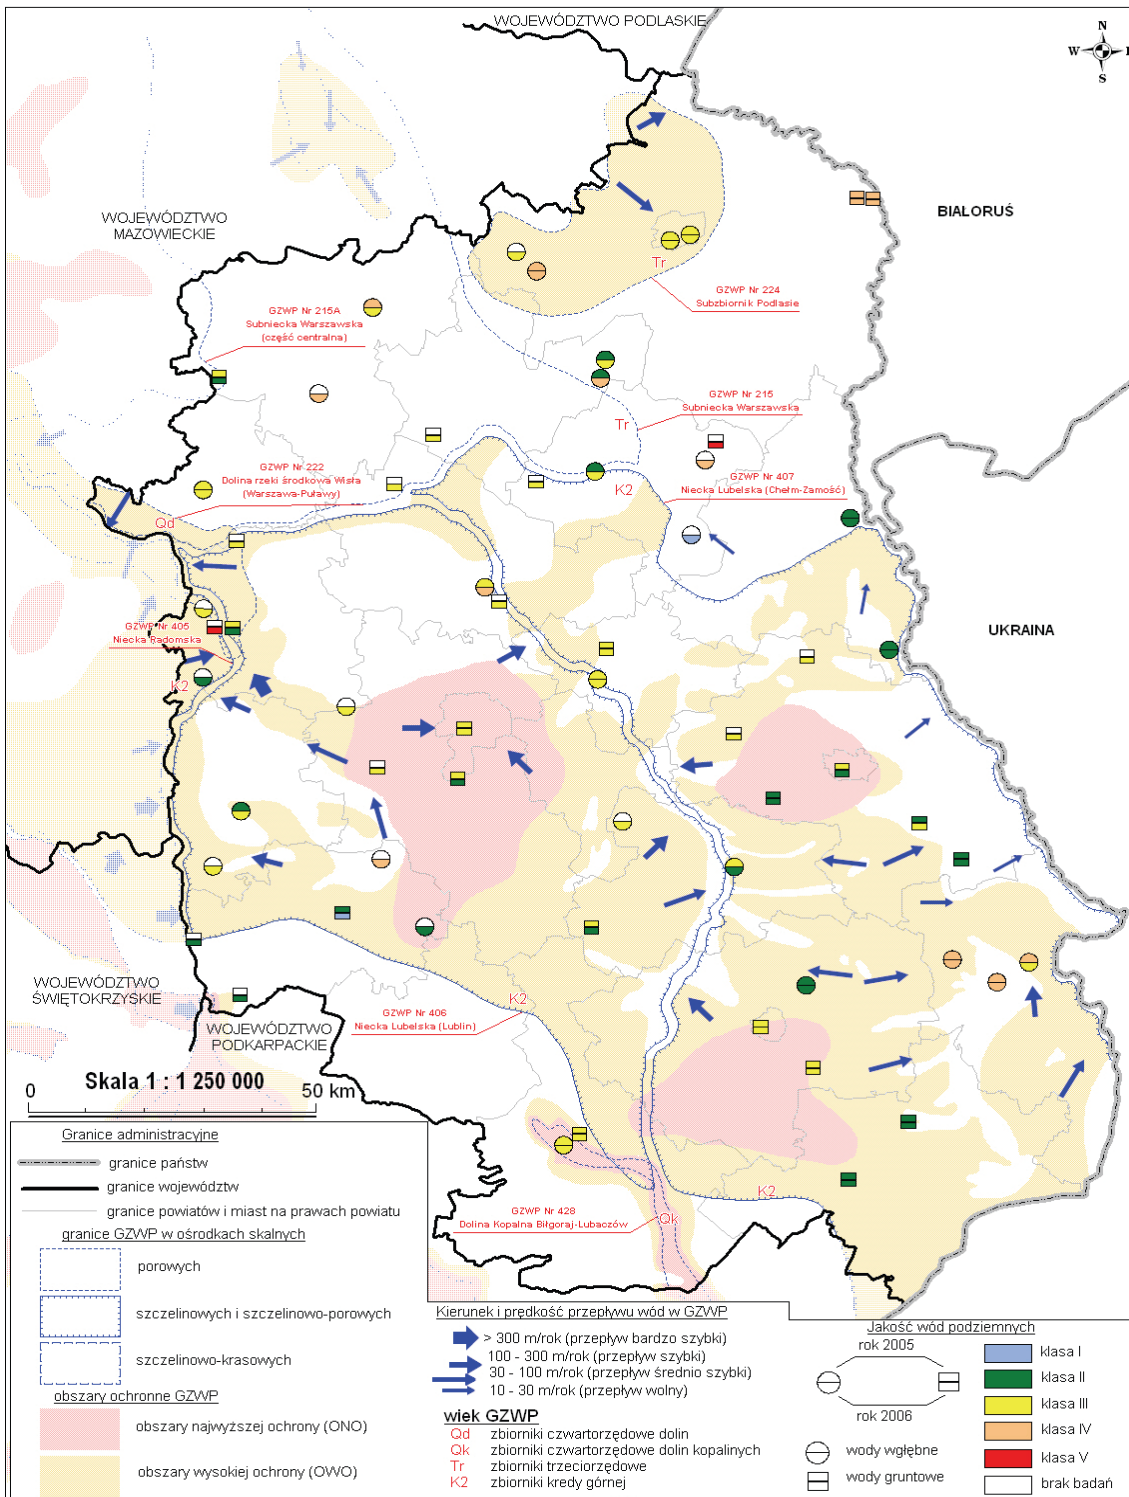 WOJEWÓDZTWO PODLASKIE
N
W
E
S
WOJEWÓDZTWO
MAZOWIECKIE
BIALORUŚ
Tr
GZWP Nr 224
Subzbiornik Podlasie
GZWP Nr 215A
Subniecka Warszawska
(część centralna)
GZWP Nr 215
Subniecka Warszawska
Tr
GZWP Nr 222
Dolina rzeki środkowa Wisła
(Warszawa-Puławy)
GZWP Nr 407
Niecka Lubelska (Chełm-Zamość)
K2
Qd
GZWP Nr 405
Niecka Radomska
UKRAINA
K2
WOJEWÓDZTWO
ŚWIĘTOKRZYSKIE
K2
GZWP Nr 406
Niecka Lubelska (Lublin)
WOJEWÓDZTWO
PODKARPACKIE
Skala 1 : 1 250 000
0
50 km
K2
GZWP Nr 428
Dolina Kopalna Biłgoraj-Lubaczów
Qk
Granice administracyjne
granice państw
granice województw
granice powiatów i miast na prawach powiatu
granice GZWP w ośrodkach skalnych
porowych
szczelinowych i szczelinowo-porowych
szczelinowo-krasowych
obszary ochronne GZWP
obszary najwyższej ochrony (ONO)
obszary wysokiej ochrony (OWO)
Kierunek i prędkość przepływu wód w GZWP
> 300 m/rok (przepływ bardzo szybki)
100 - 300 m/rok (przepływ szybki)
30 - 100 m/rok (przepływ średnio szybki)
10 - 30 m/rok (przepływ wolny)
wiek GZWP
Qd zbiorniki czwartorzędowe dolin
Qk zbiorniki czwartorzędowe dolin kopalinych
Tr zbiorniki trzeciorzędowe
K2 zbiorniki kredy górnej
Jakość wód podziemnych
rok 2005
rok 2006
wody wgłębne
wody gruntowe
klasa I
klasa II
klasa III
klasa IV
klasa V
brak badań